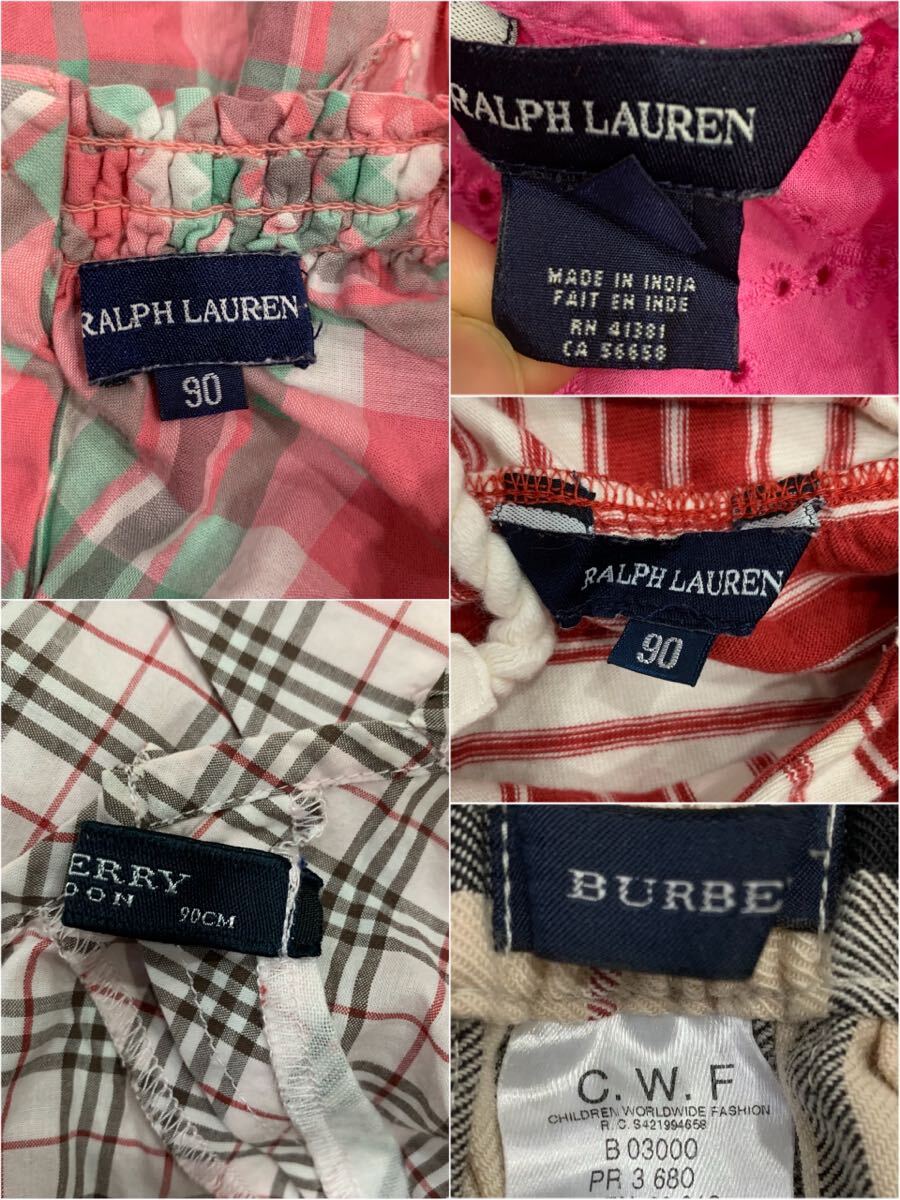 RALPH LAUREN
90
RALPH LAUREN
MADE IN INDIA
FAIT EN INDE
RN 41381
CA 56658
RALPH LAUREN
90
ERRY
DON
90CM
BURBE
C.W.F
CHILDREN WORLDWIDE FASHION
R.C. S421994658
B 03000
PR 3 680